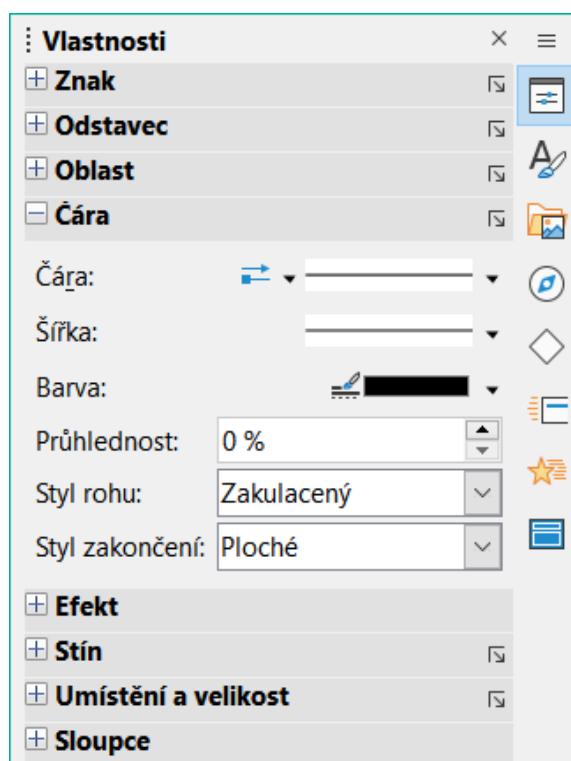 Vlastnosti
Znak
Odstavec
Oblast
Čára
Čára:
Šířka:
Barva:
Průhlednost: 0 %
Styl rohu: Zakulacený
Styl zakončení: Ploché
Efekt
Stín
Umístění a velikost
Sloupce